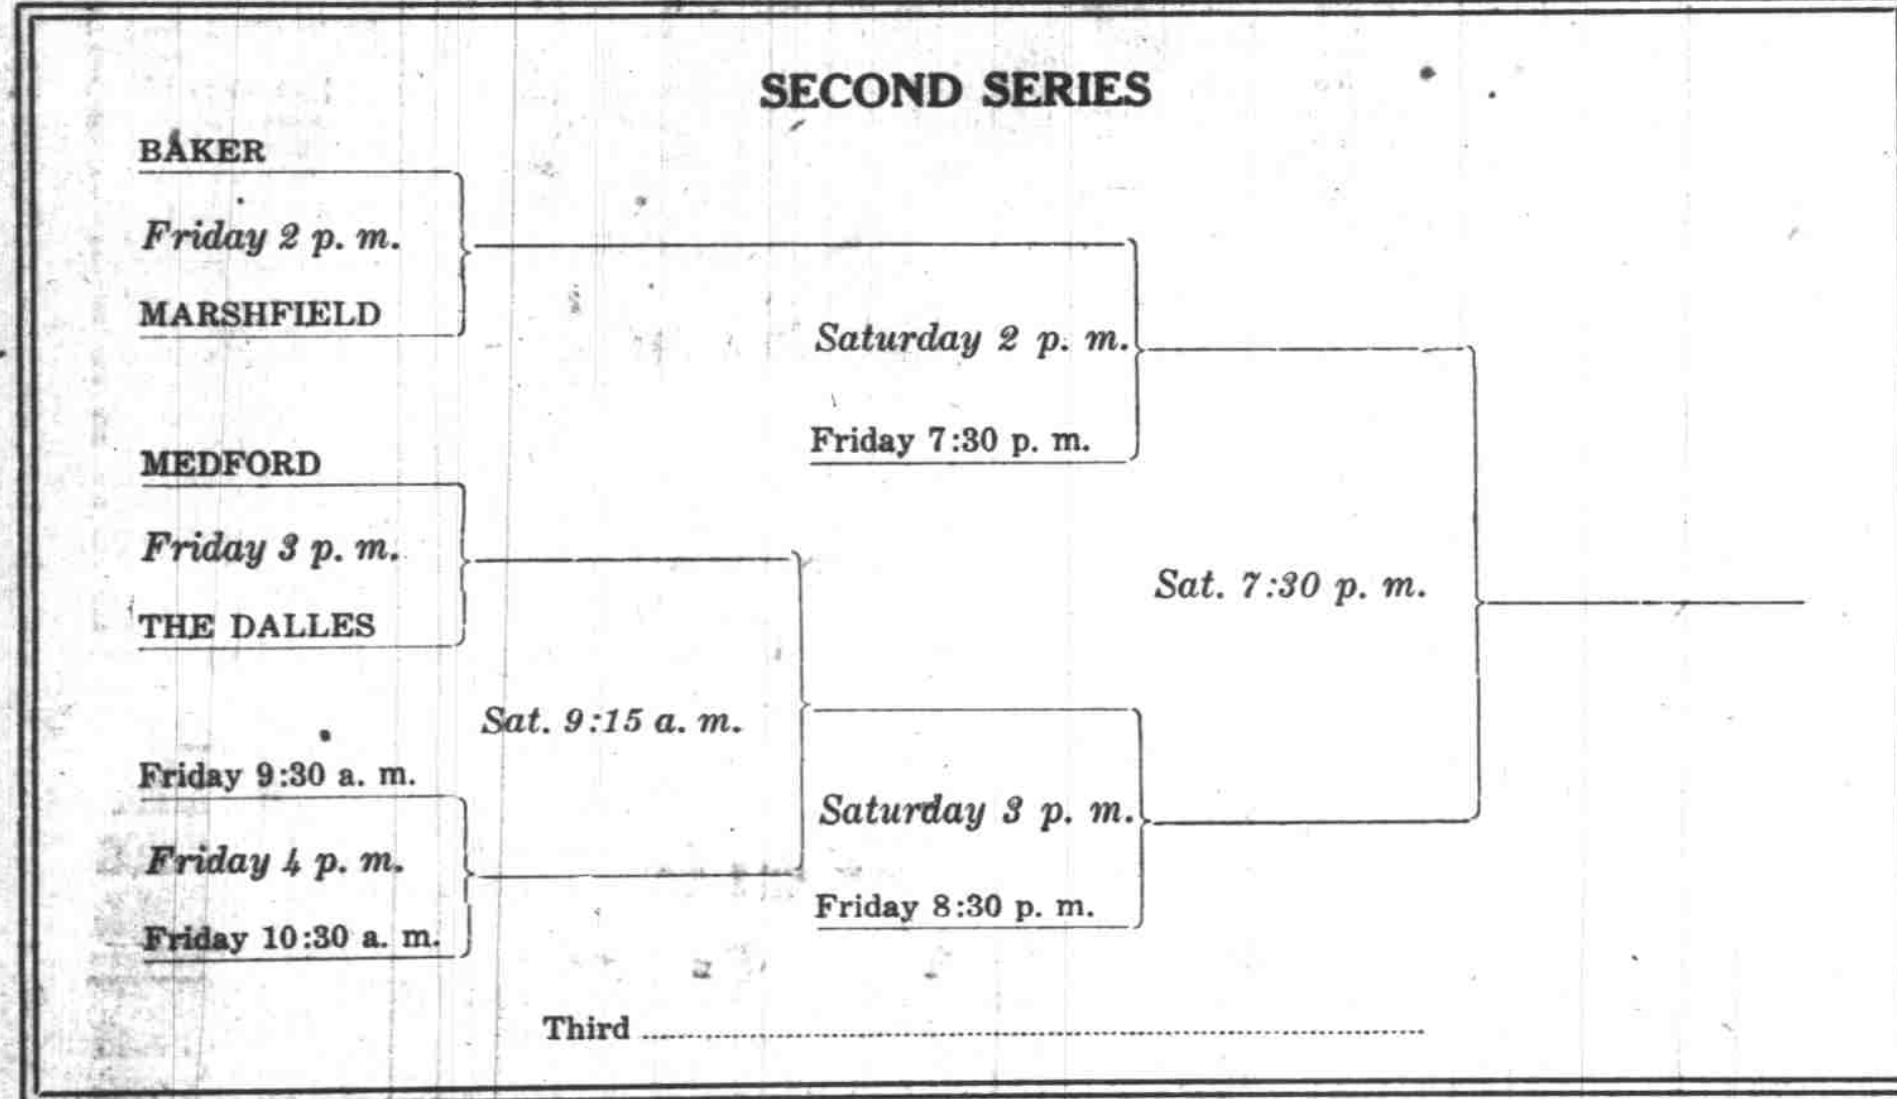 SECOND SERIES
BAKER
Friday 2 p. m.
MARSHFIELD
Saturday 2 p. m.
Friday 7:30 p. m.
MEDFORD
Friday 3 p. m.
THE DALLES
Sat. 7:30 p. m.
Sat. 9:15 a. m.
Friday 9:30 a. m.
Friday 4 p. m.
Friday 10:30 a. m.
Saturday 3 p. m.
Friday 8:30 p. m.
Third